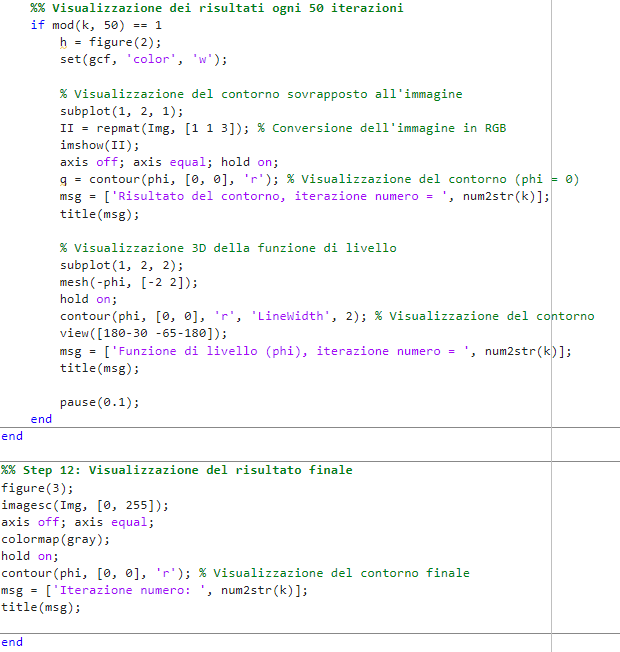 %% Visualizzazione dei risultati ogni 50 iterazioni
if mod(k, 50) == 1
h = figure(2);
set(gcf, 'color', 'w');
% Visualizzazione del contorno sovrapposto all'immagine
subplot(1, 2, 1);
II = repmat(Img, [1 1 3]); % Conversione dell'immagine in RGB
imshow(II);
axis off; axis equal; hold on;
q = contour(phi, [0, 0], 'r'); % Visualizzazione del contorno (phi = 0)
msg = ['Risultato del contorno, iterazione numero = ', num2str(k)];
title(msg);
% Visualizzazione 3D della funzione di livello
subplot(1, 2, 2);
mesh(-phi, [-2 2]);
hold on;
contour(phi, [0, 0], 'r', 'LineWidth', 2); % Visualizzazione del contorno
view([180-30 -65-180]);
msg = ['Funzione di livello (phi), iterazione numero = ', num2str(k)];
title(msg);
pause(0.1);
end
end
%% Step 12: Visualizzazione del risultato finale
figure(3);
imagesc(Img, [0, 255]);
axis off; axis equal;
colormap(gray);
hold on;
contour(phi, [0, 0], 'r'); % Visualizzazione del contorno finale
msg = ['Iterazione numero: ', num2str(k)];
title(msg);
end